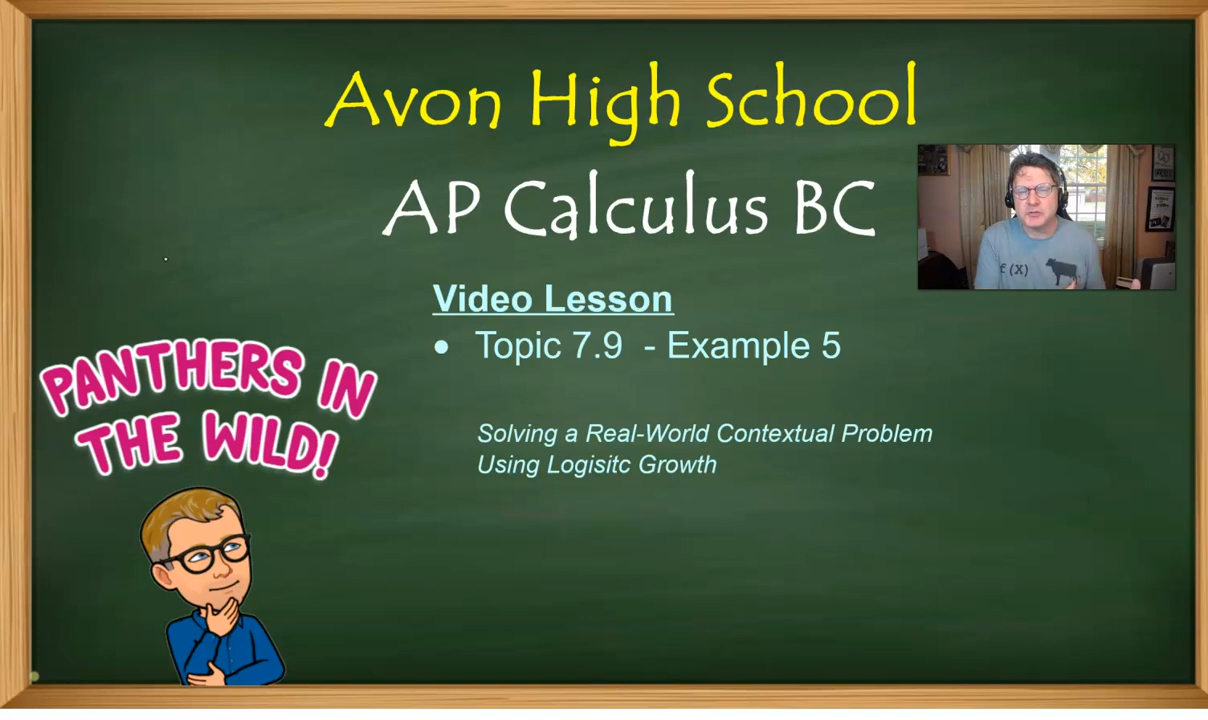 Avon High School
AP Calculus BC
Video Lesson
• Topic 7.9 - Example 5
Solving a Real-World Contextual Problem
Using Logisitc Growth
PANTHERS IN
THE WILD!
f(X)